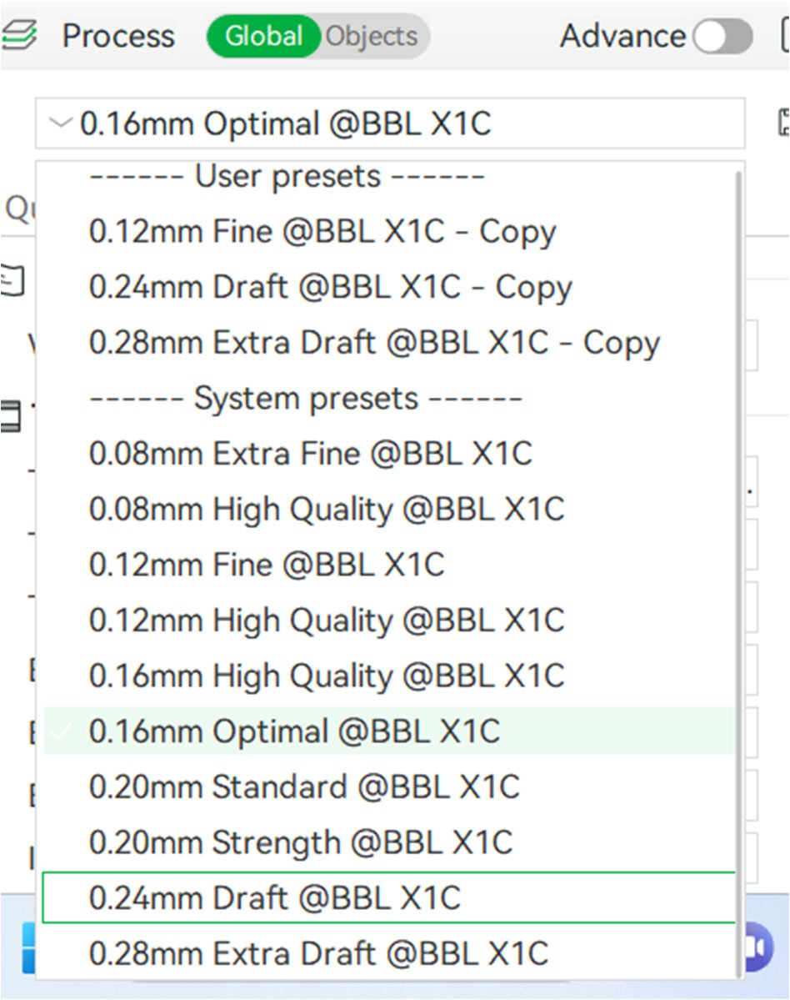 Process Global Objects Advance
0.16mm Optimal @BBL X1C
------ User presets ------
0.12mm Fine @BBL X1C - Copy
0.24mm Draft @BBL X1C - Copy
0.28mm Extra Draft @BBL X1C - Copy
------ System presets ------
0.08mm Extra Fine @BBL X1C
0.08mm High Quality @BBL X1C
0.12mm Fine @BBL X1C
0.12mm High Quality @BBL X1C
0.16mm High Quality @BBL X1C
0.16mm Optimal @BBL X1C
0.20mm Standard @BBL X1C
0.20mm Strength @BBL X1C
0.24mm Draft @BBL X1C
0.28mm Extra Draft @BBL X1C